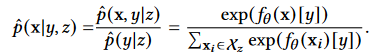 p̂(x|y, z) = p̂(x, y|z) / p̂(y|z) = exp(f_θ(x)[y]) / ∑_{x_i ∈ X_z} exp(f_θ(x_i)[y]).